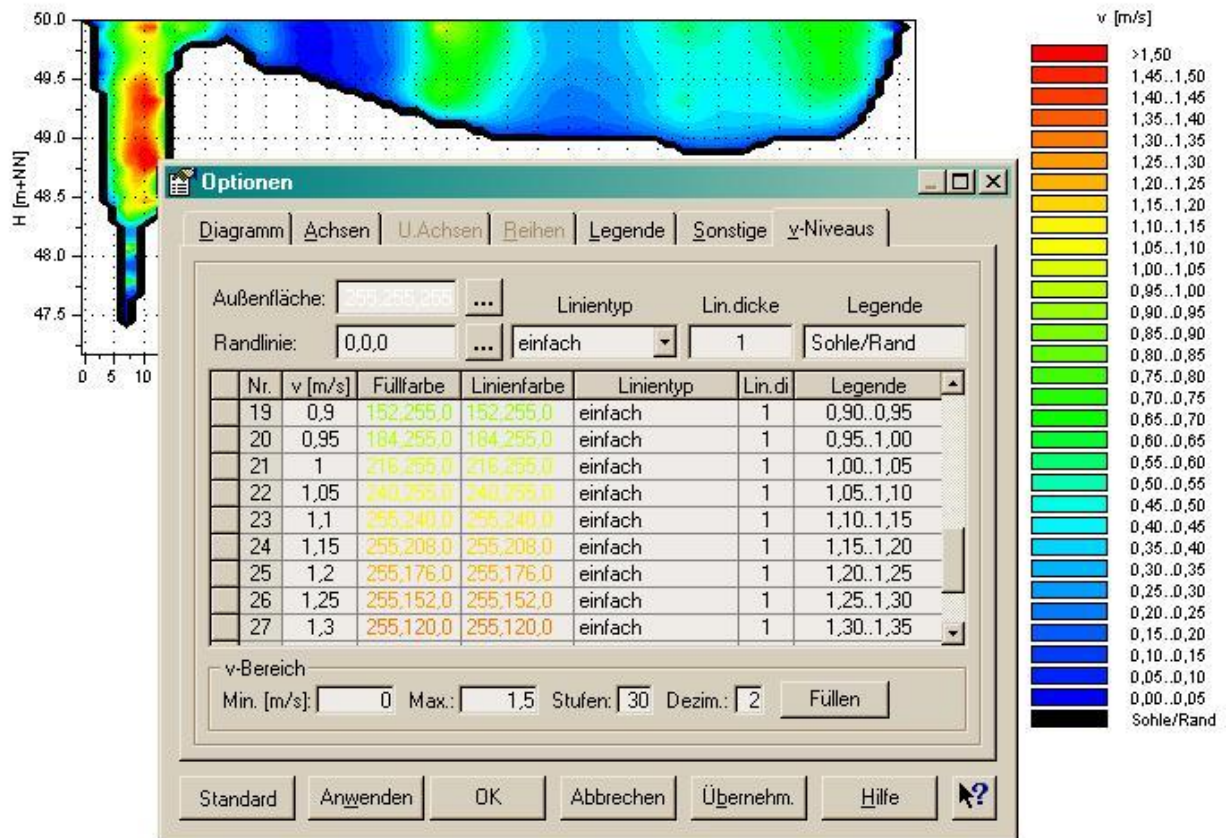 v [m/s]
50.0
49.5
49.0
48.5
48.0
47.5
H [m+NN]
0 5 10
>1,50
1,45..1,50
1,40..1,45
1,35..1,40
1,30..1,35
1,25..1,30
1,20..1,25
1,15..1,20
1,10..1,15
1,05..1,10
1,00..1,05
0,95..1,00
0,90..0,95
0,85..0,90
0,80..0,85
0,75..0,80
0,70..0,75
0,65..0,70
0,60..0,65
0,55..0,60
0,50..0,55
0,45..0,50
0,40..0,45
0,35..0,40
0,30..0,35
0,25..0,30
0,20..0,25
0,15..0,20
0,10..0,15
0,05..0,10
0,00..0,05
Sohle/Rand
Optionen
Diagramm Achsen U.Achsen Reihen Legende Sonstige v-Niveaus
Außenfläche: 255,255,255 ... Linientyp Lin.dicke Legende
Randlinie: 0,0,0 ... einfach 1 Sohle/Rand
Nr. v [m/s] Füllfarbe Linienfarbe Linientyp Lin.di Legende
19 0,9 152,255,0 152,255,0 einfach 1 0,90..0,95
20 0,95 184,255,0 184,255,0 einfach 1 0,95..1,00
21 1 216,255,0 216,255,0 einfach 1 1,00..1,05
22 1,05 240,255,0 240,255,0 einfach 1 1,05..1,10
23 1,1 255,240,0 255,240,0 einfach 1 1,10..1,15
24 1,15 255,208,0 255,208,0 einfach 1 1,15..1,20
25 1,2 255,176,0 255,176,0 einfach 1 1,20..1,25
26 1,25 255,152,0 255,152,0 einfach 1 1,25..1,30
27 1,3 255,120,0 255,120,0 einfach 1 1,30..1,35
v-Bereich
Min. [m/s]: 0 Max.: 1,5 Stufen: 30 Dezim.: 2 Füllen
Standard Anwenden OK Abbrechen Übernehm. Hilfe ?